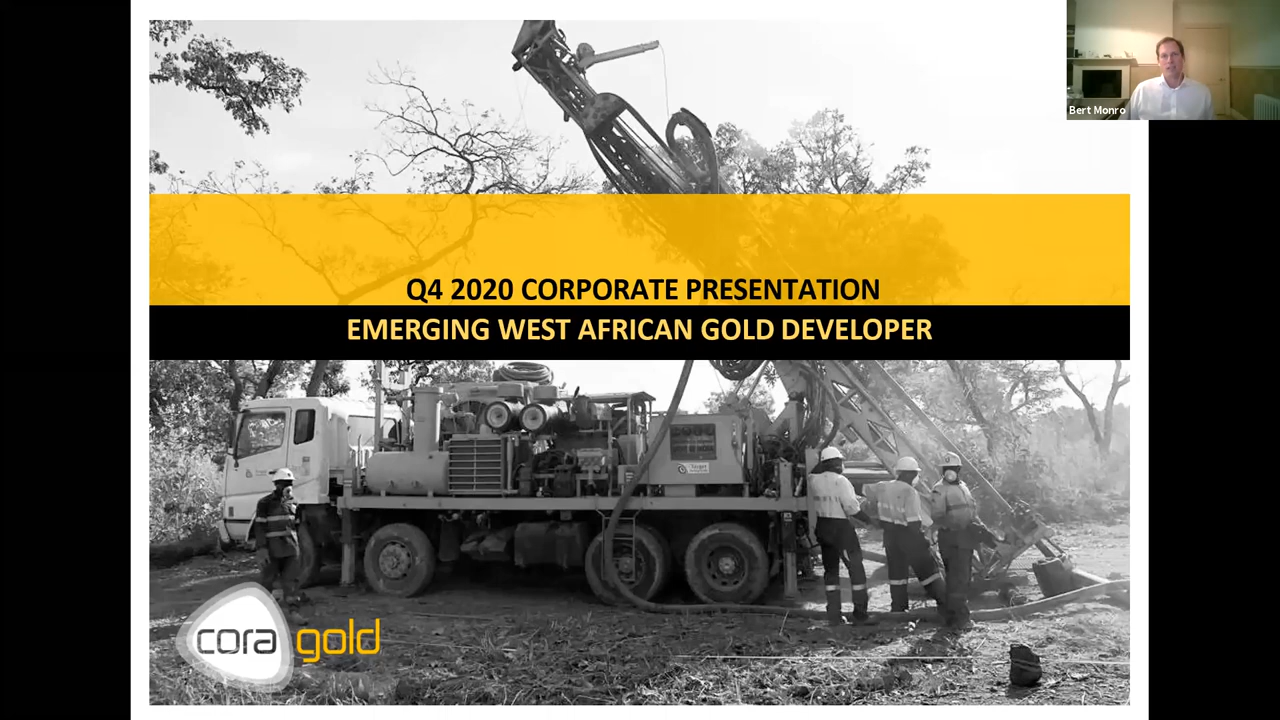 Bert Monro
Q4 2020 CORPORATE PRESENTATION
EMERGING WEST AFRICAN GOLD DEVELOPER
cora gold